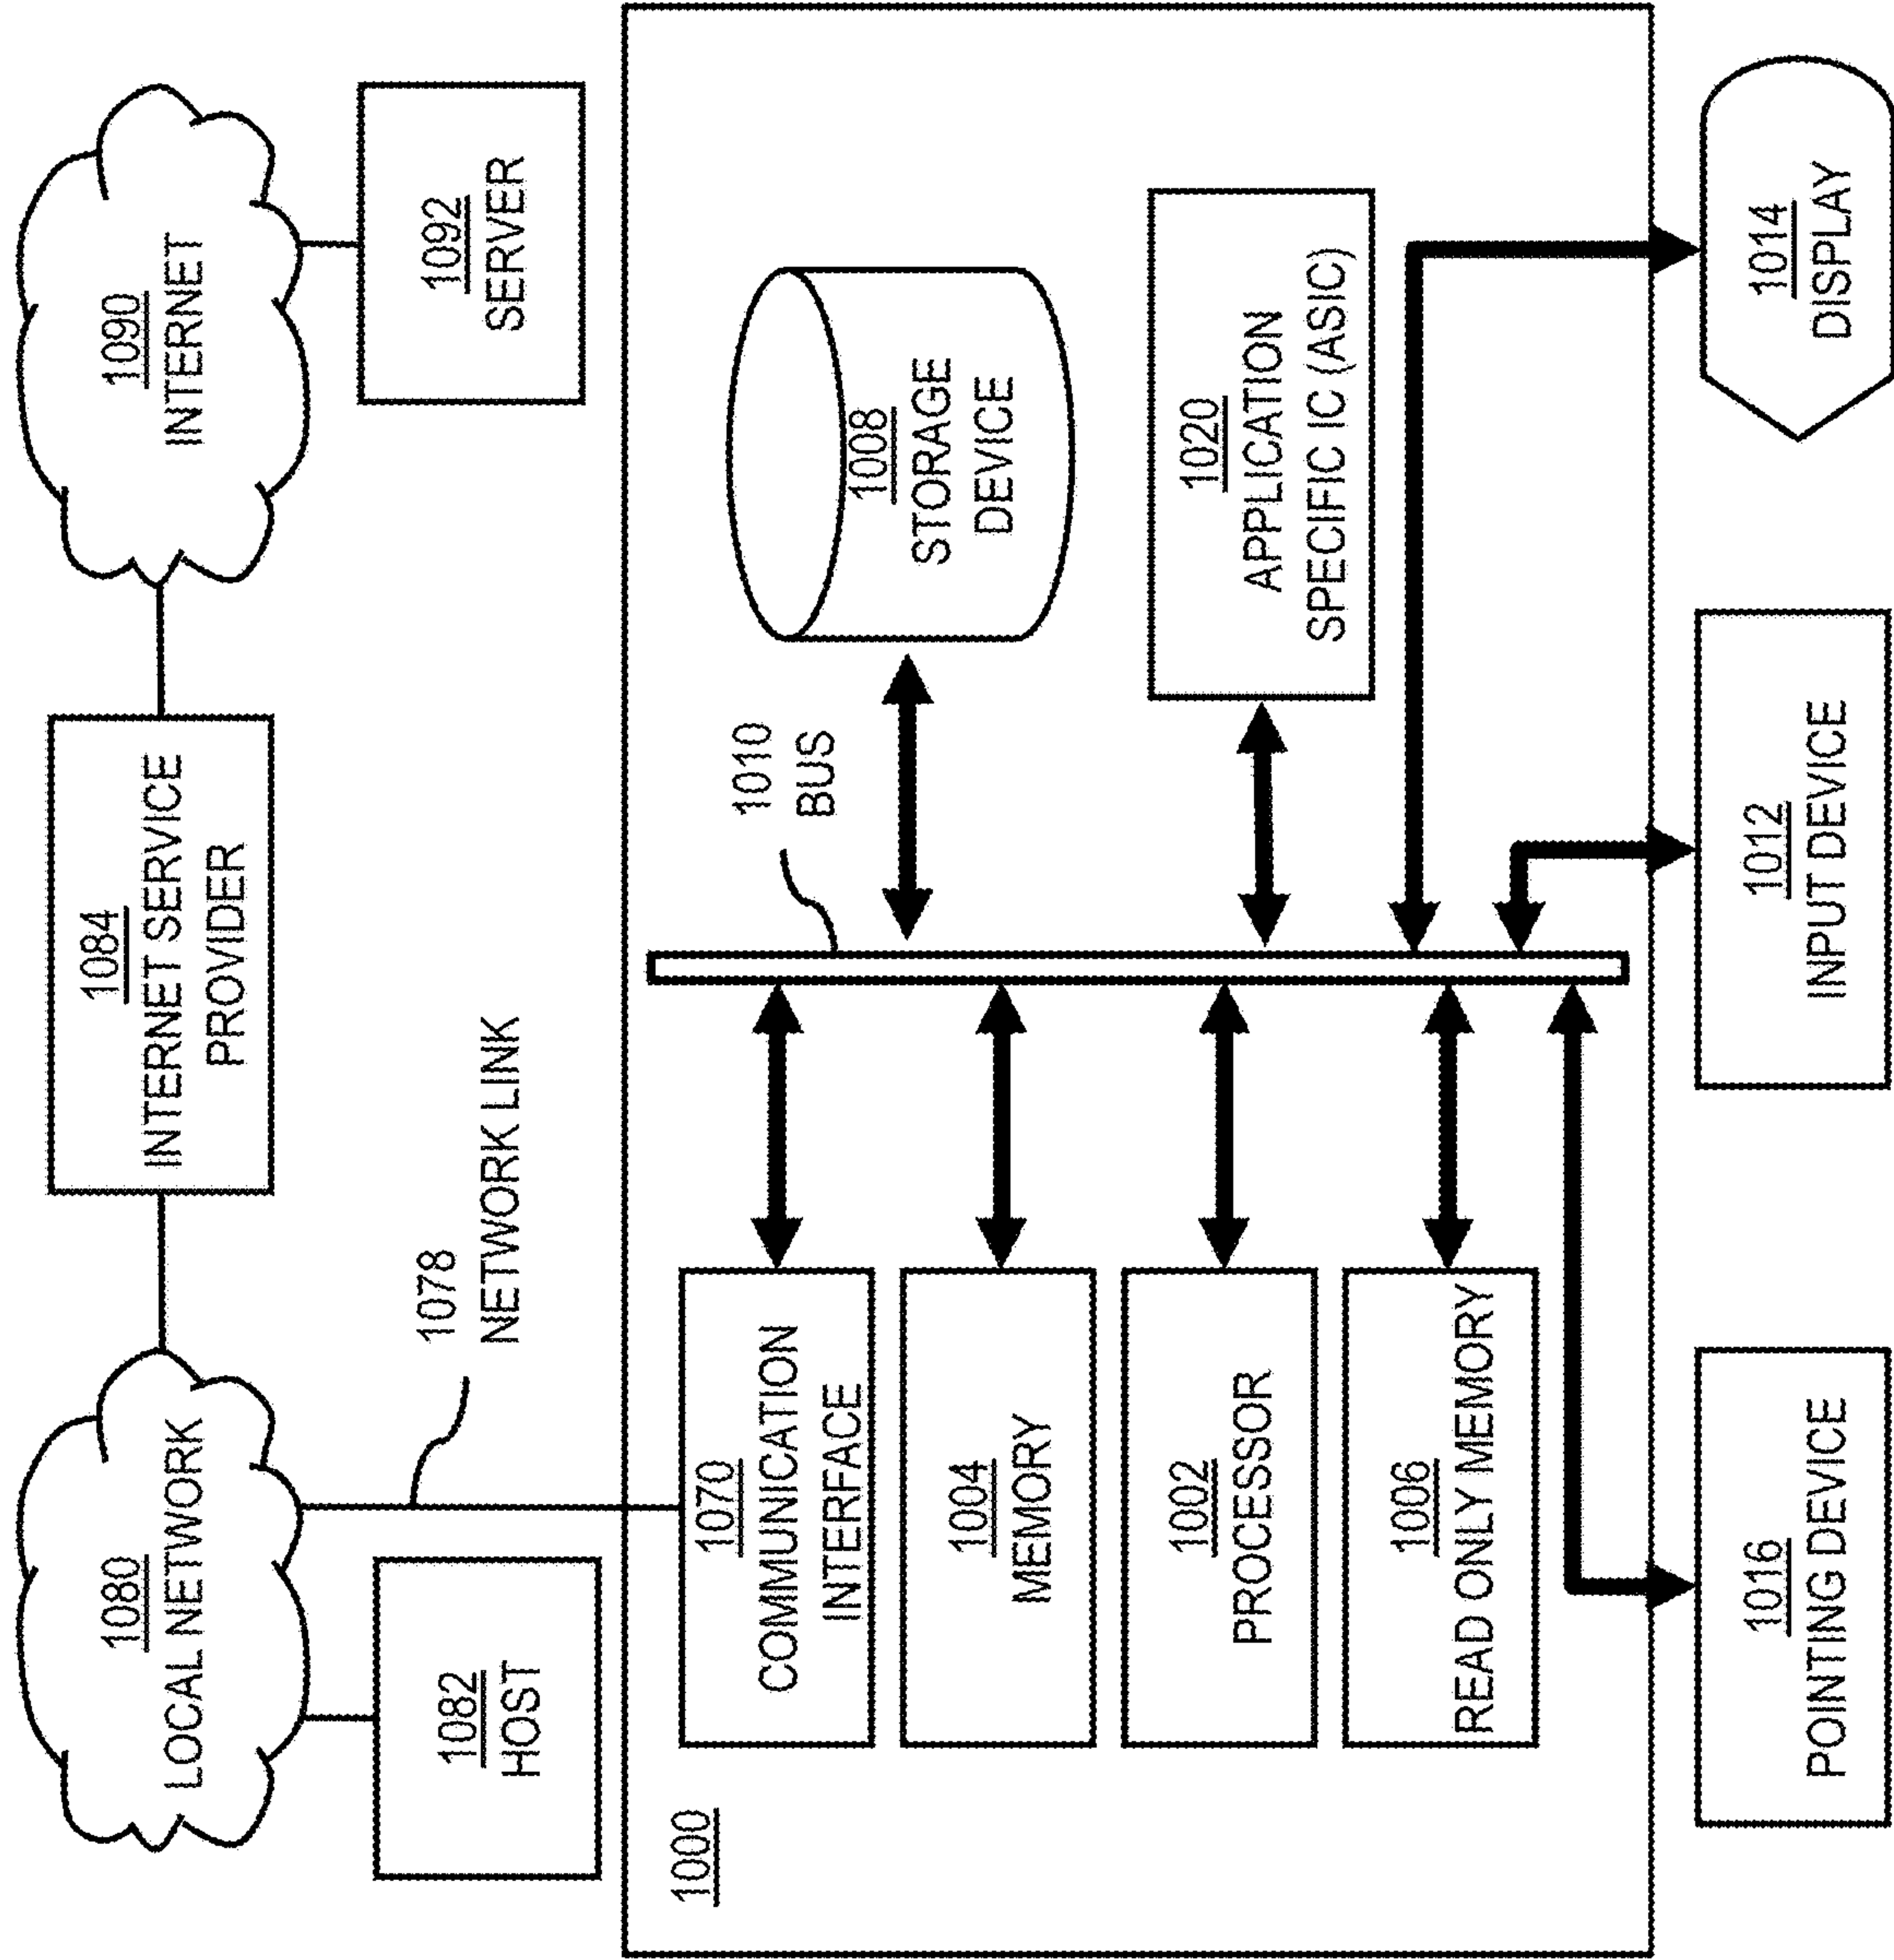 1080
LOCAL NETWORK
1084
INTERNET SERVICE
PROVIDER
1090
INTERNET
1082
HOST
1078
NETWORK LINK
1092
SERVER
1000
1070
COMMUNICATION
INTERFACE
1010
BUS
1008
STORAGE
DEVICE
1004
MEMORY
1002
PROCESSOR
1020
APPLICATION
SPECIFIC IC (ASIC)
1006
READ ONLY MEMORY
1016
POINTING DEVICE
1012
INPUT DEVICE
1014
DISPLAY